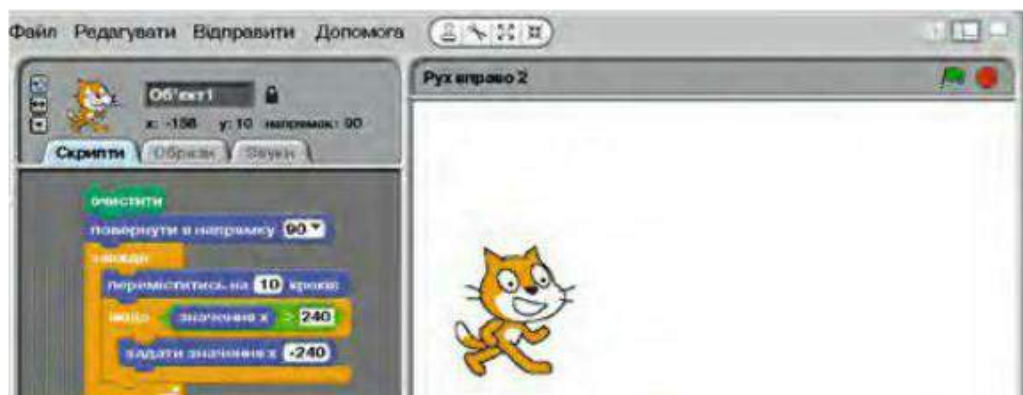 Файл Редагувати Відправити Допомога
Об'єкт1
x: -158 y: 10 напрямок: 90
Скрипти Образи Звуки
Рух вправо 2
очистити
повернути в напрямку 90
завжди
переміститись на 10 кроків
якщо значення x > 240
задати значення x -240